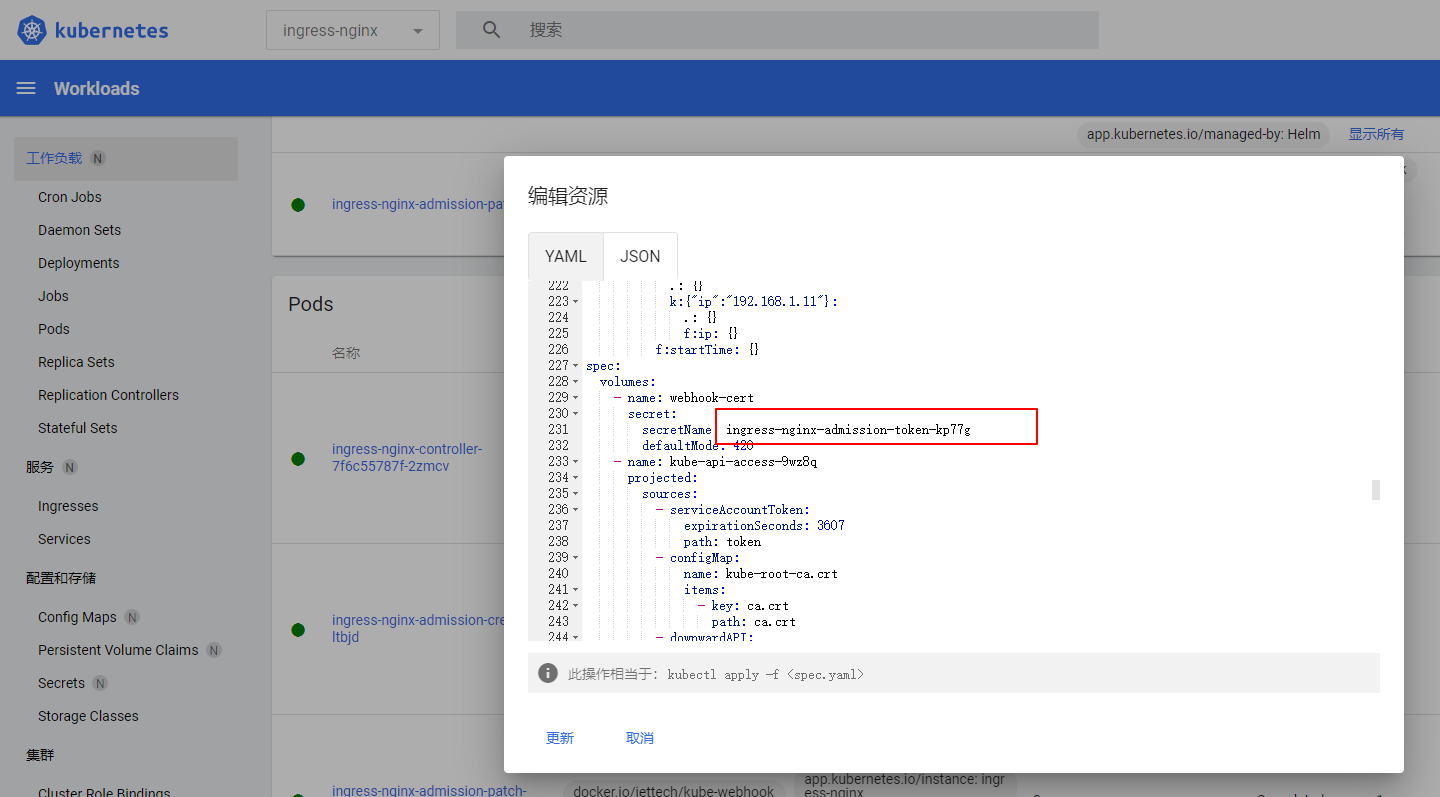 kubernetes
ingress-nginx
搜索
Workloads
工作负载 N
Cron Jobs
Daemon Sets
Deployments
Jobs
Pods
Replica Sets
Replication Controllers
Stateful Sets
服务 N
Ingresses
Services
配置和存储
Config Maps N
Persistent Volume Claims N
Secrets N
Storage Classes
集群
Cluster Role Bindings
app.kubernetes.io/managed-by: Helm
显示所有
ingress-nginx-admission-pa
Pods
名称
ingress-nginx-controller-
7f6c55787f-2zmcv
ingress-nginx-admission-cre
ltbjd
ingress-nginx-admission-patch-
docker.io/jettech/kube-webhook
app.kubernetes.io/instance: ingr
ess-nginx
编辑资源
YAML
JSON
222 .: {}
223 k:{"ip":"192.168.1.11"}:
224 .: {}
225 f:ip: {}
226 f:startTime: {}
227 spec:
228 volumes:
229 - name: webhook-cert
230 secret:
231 secretName ingress-nginx-admission-token-kp77g
232 defaultMode: 420
233 - name: kube-api-access-9wz8q
234 projected:
235 sources:
236 - serviceAccountToken:
237 expirationSeconds: 3607
238 path: token
239 - configMap:
240 name: kube-root-ca.crt
241 items:
242 - key: ca.crt
243 path: ca.crt
244 - downwardAPI:
此操作相当于: kubectl apply -f <spec.yaml>
更新
取消